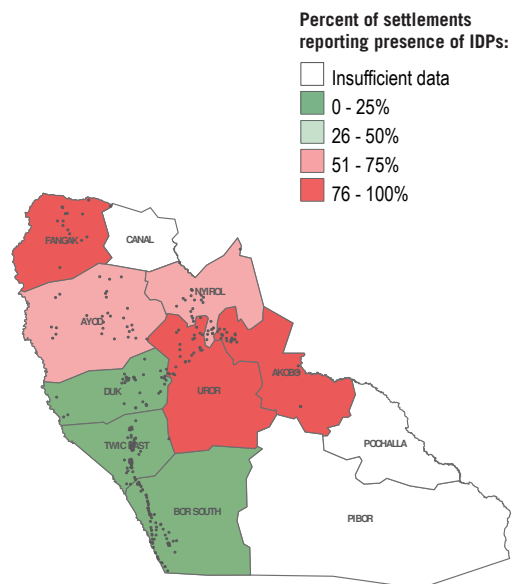 Percent of settlements
reporting presence of IDPs:
Insufficient data
0 - 25%
26 - 50%
51 - 75%
76 - 100%
FANGAK
CANAL
NYIROL
AYOD
AKOBO
DUK
UROR
TWIC EAST
POCHALLA
BOR SOUTH
PIBOR